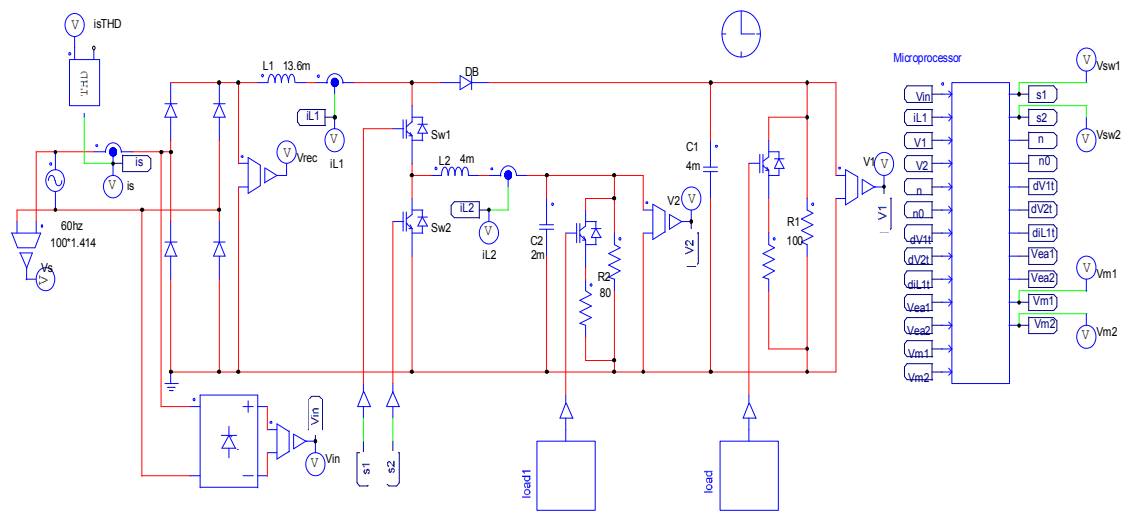 V
isTHD
THD
is
V
is
60hz
100*1.414
Vs
V
L1 13.6m
iL1
V
iL1
V
Vrec
DB
Sw1
L2 4m
iL2
V
iL2
Sw2
C2
2m
R2
80
V2
V
V2
C1
4m
R1
100
V1
V
V1
+
−
Vin
V
Vin
s1
s2
load1
load
Microprocessor
Vin
iL1
V1
V2
n
n0
dV1t
dV2t
diL1t
Vea1
Vea2
Vm1
Vm2
s1
s2
n
n0
dV1t
dV2t
diL1t
Vea1
Vea2
Vm1
Vm2
V
Vsw1
V
Vsw2
V
Vm1
V
Vm2